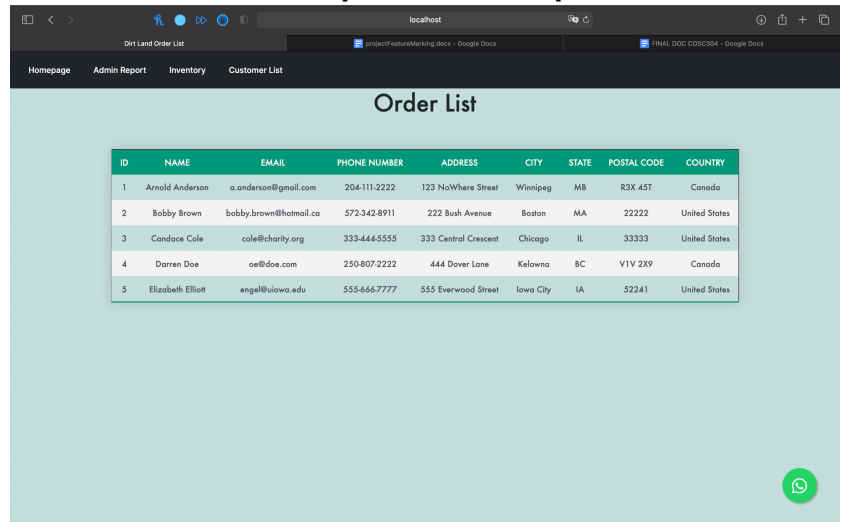 localhost
Dirt Land Order List
projectFeatureMarking.docx - Google Docs
FINAL DOC COSC304 - Google Docs
Homepage Admin Report Inventory Customer List
Order List
ID NAME EMAIL PHONE NUMBER ADDRESS CITY STATE POSTAL CODE COUNTRY
1 Arnold Anderson a.anderson@gmail.com 204-111-2222 123 NoWhere Street Winnipeg MB R3X 45T Canada
2 Bobby Brown bobby.brown@hotmail.ca 572-342-8911 222 Bush Avenue Boston MA 22222 United States
3 Candace Cole cole@charity.org 333-444-5555 333 Central Crescent Chicago IL 33333 United States
4 Darren Doe oe@doe.com 250-807-2222 444 Dover Lane Kelowna BC V1V 2X9 Canada
5 Elizabeth Elliott engel@uiowa.edu 555-666-7777 555 Everwood Street Iowa City IA 52241 United States